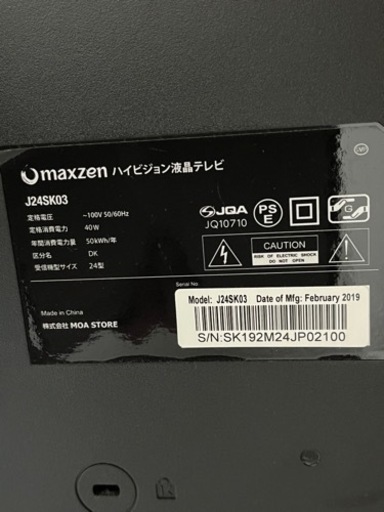 maxzen ハイビジョン液晶テレビ
J24SK03
定格電圧 ~100V 50/60Hz
定格消費電力 40W
年間消費電力量 50kWh/年
区分名 DK
受信機型サイズ 24型
JQA
JQ10710
PS
E
CAUTION
RISK OF ELECTRIC SHOCK
DO NOT OPEN
Serial No
Model: J24SK03 Date of Mfg: February 2019
S/N:SK192M24JP02100
Made in China
株式会社 MOA STORE